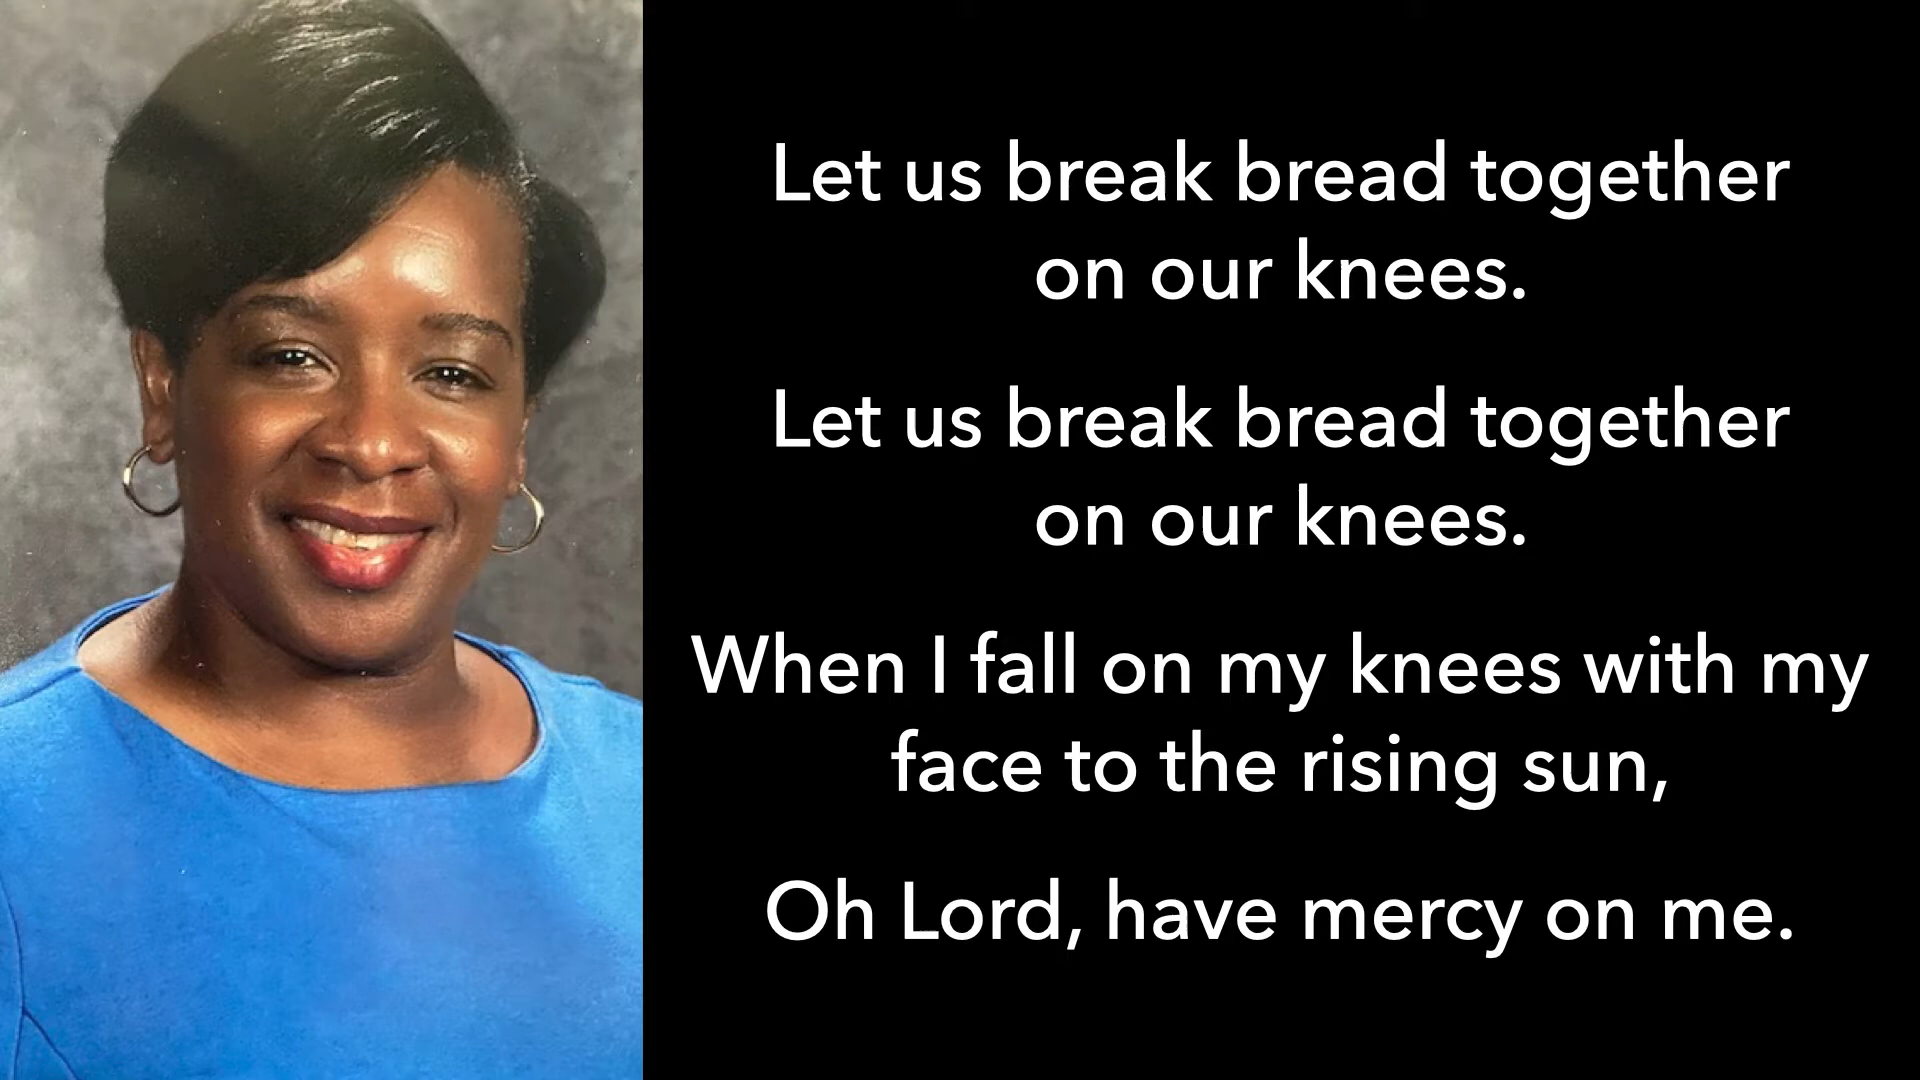 Let us break bread together
on our knees.
Let us break bread together
on our knees.
When I fall on my knees with my
face to the rising sun,
Oh Lord, have mercy on me.